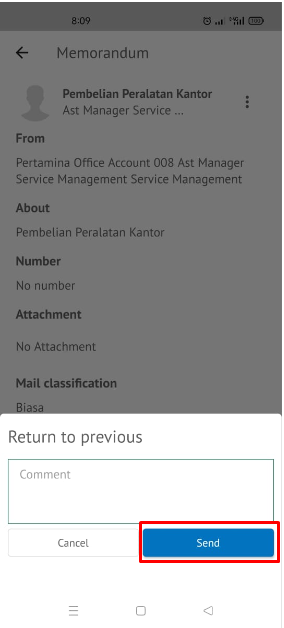 8:09
100
Memorandum
Pembelian Peralatan Kantor
Ast Manager Service ...
From
Pertamina Office Account 008 Ast Manager
Service Management Service Management
About
Pembelian Peralatan Kantor
Number
No number
Attachment
No Attachment
Mail classification
Biasa
Return to previous
Comment
Cancel
Send